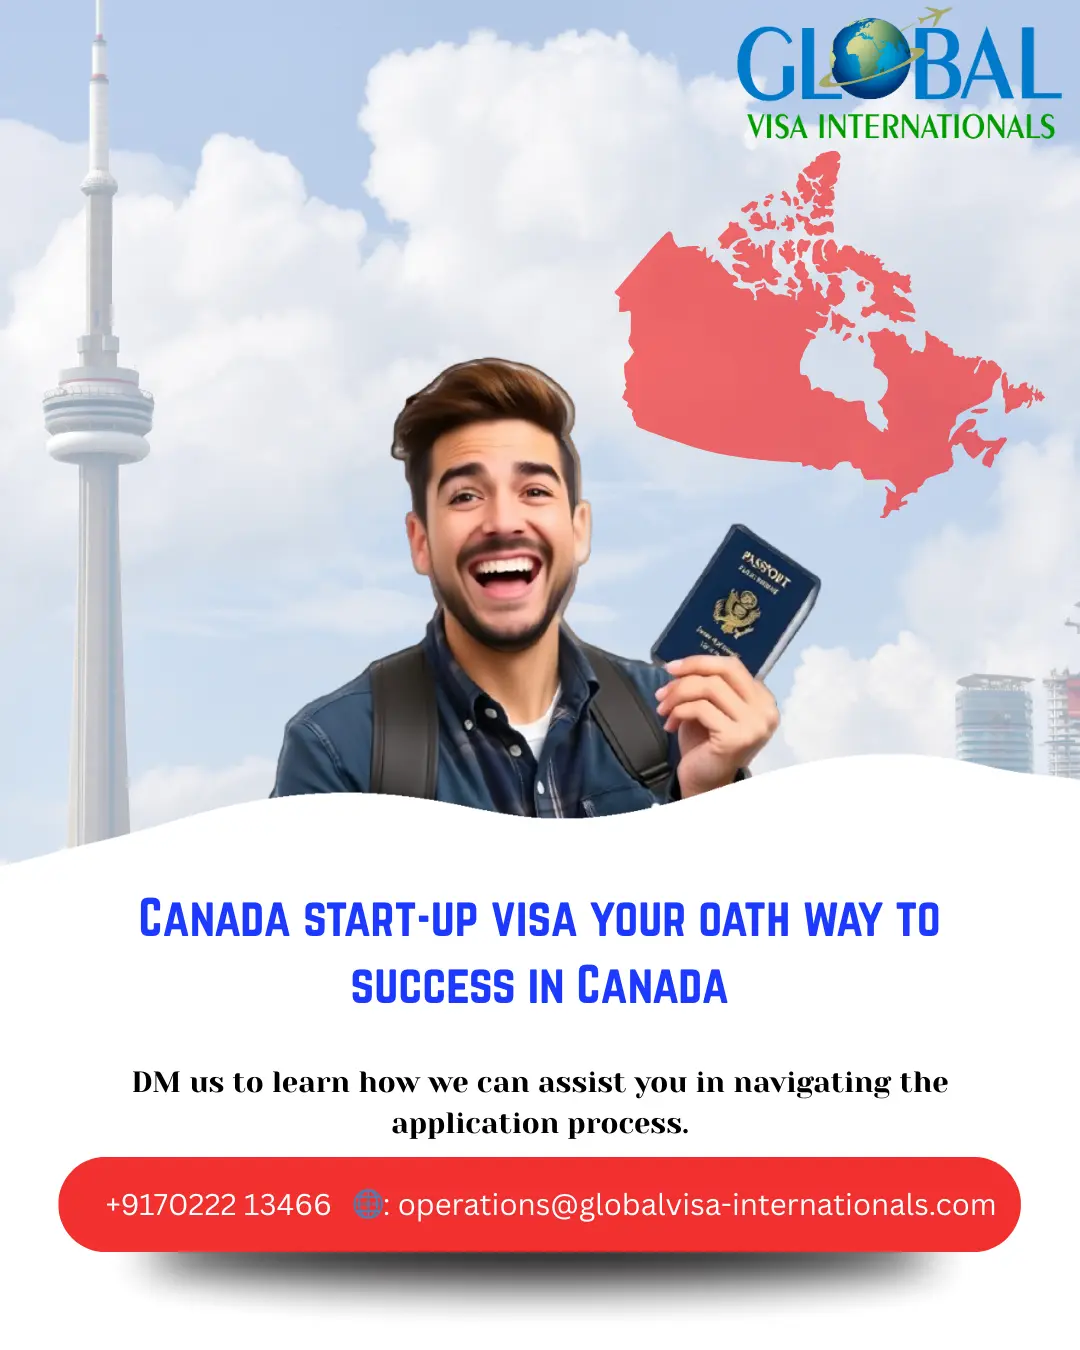 GLOBAL
VISA INTERNATIONALS
PASSPORT
Canada start-up visa your oath way to
success in Canada
DM us to learn how we can assist you in navigating the
application process.
+9170222 13466 : operations@globalvisa-internationals.com